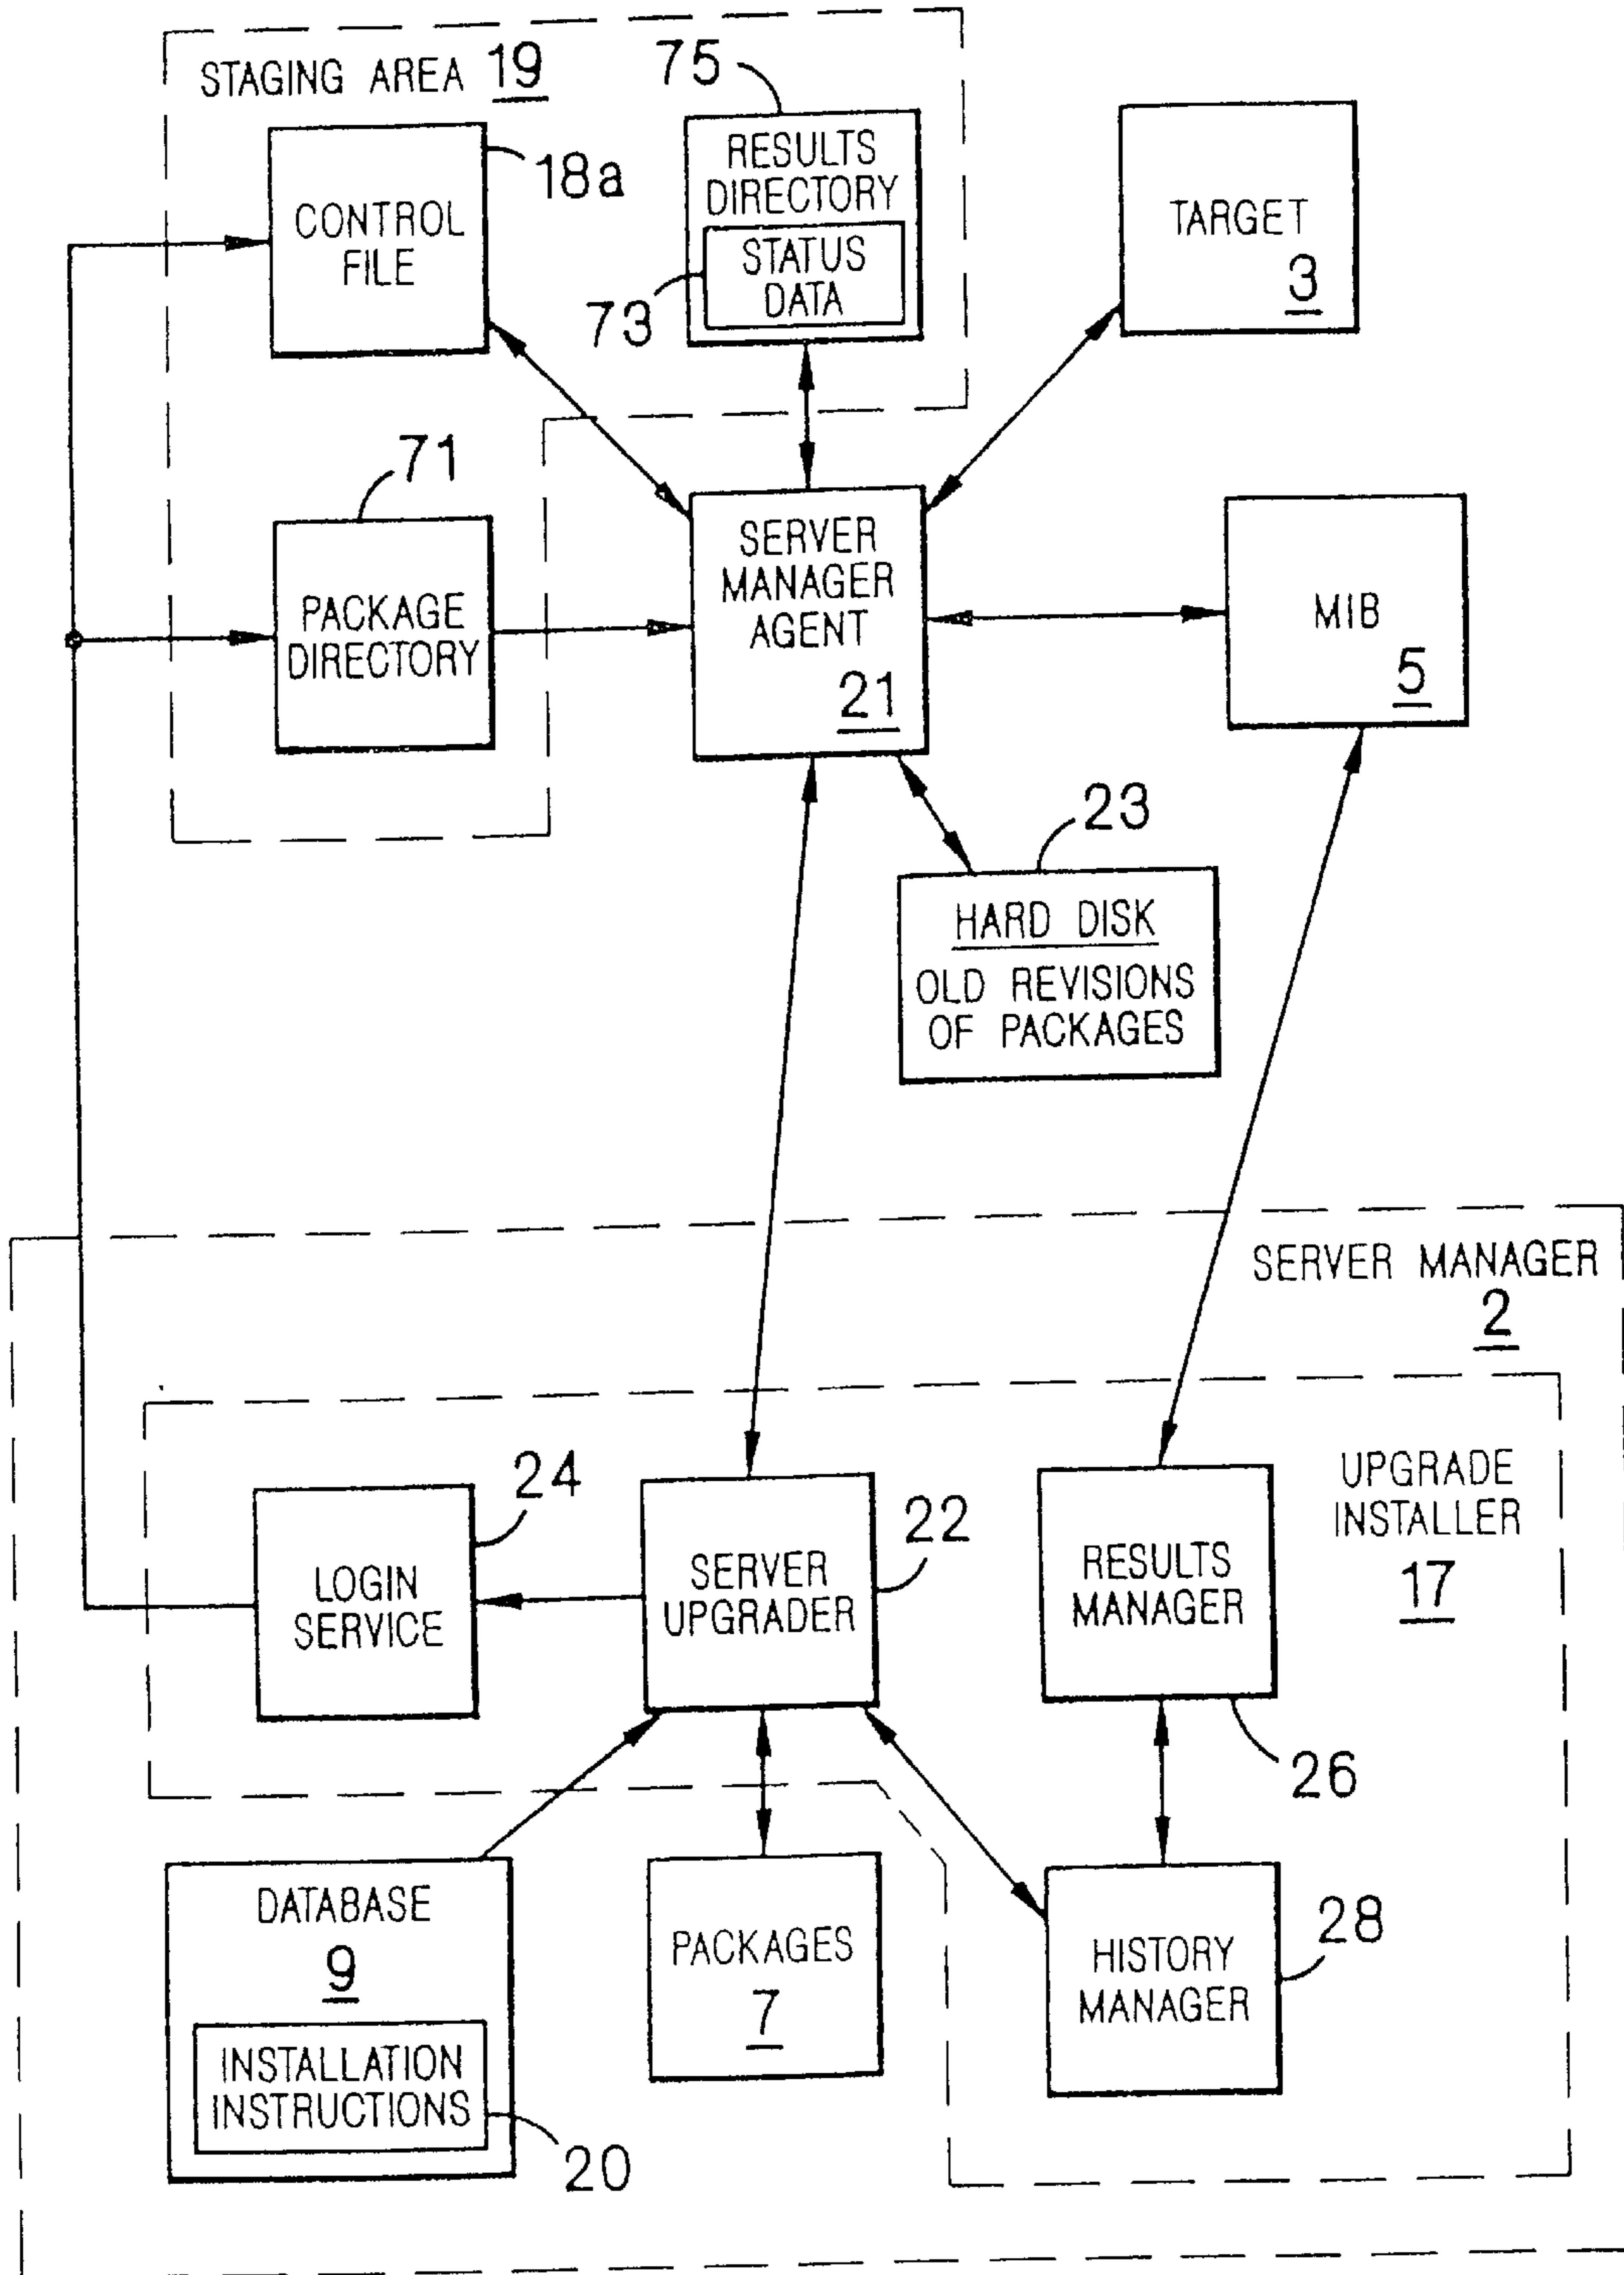 STAGING AREA 19
75
RESULTS
DIRECTORY
STATUS
DATA
73
18a
CONTROL
FILE
TARGET
3
71
PACKAGE
DIRECTORY
SERVER
MANAGER
AGENT
21
MIB
5
23
HARD DISK
OLD REVISIONS
OF PACKAGES
SERVER MANAGER
2
UPGRADE
INSTALLER
17
24
LOGIN
SERVICE
22
SERVER
UPGRADER
RESULTS
MANAGER
26
DATABASE
9
INSTALLATION
INSTRUCTIONS
20
PACKAGES
7
HISTORY
MANAGER
28